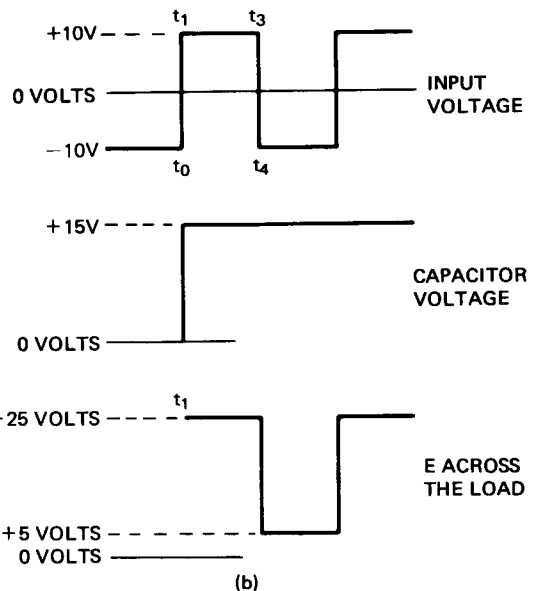 t1 t3
+10V
0 VOLTS
INPUT
VOLTAGE
—10V
t0 t4
+15V
CAPACITOR
VOLTAGE
0 VOLTS
t1
25 VOLTS
E ACROSS
THE LOAD
+5 VOLTS
0 VOLTS
(b)